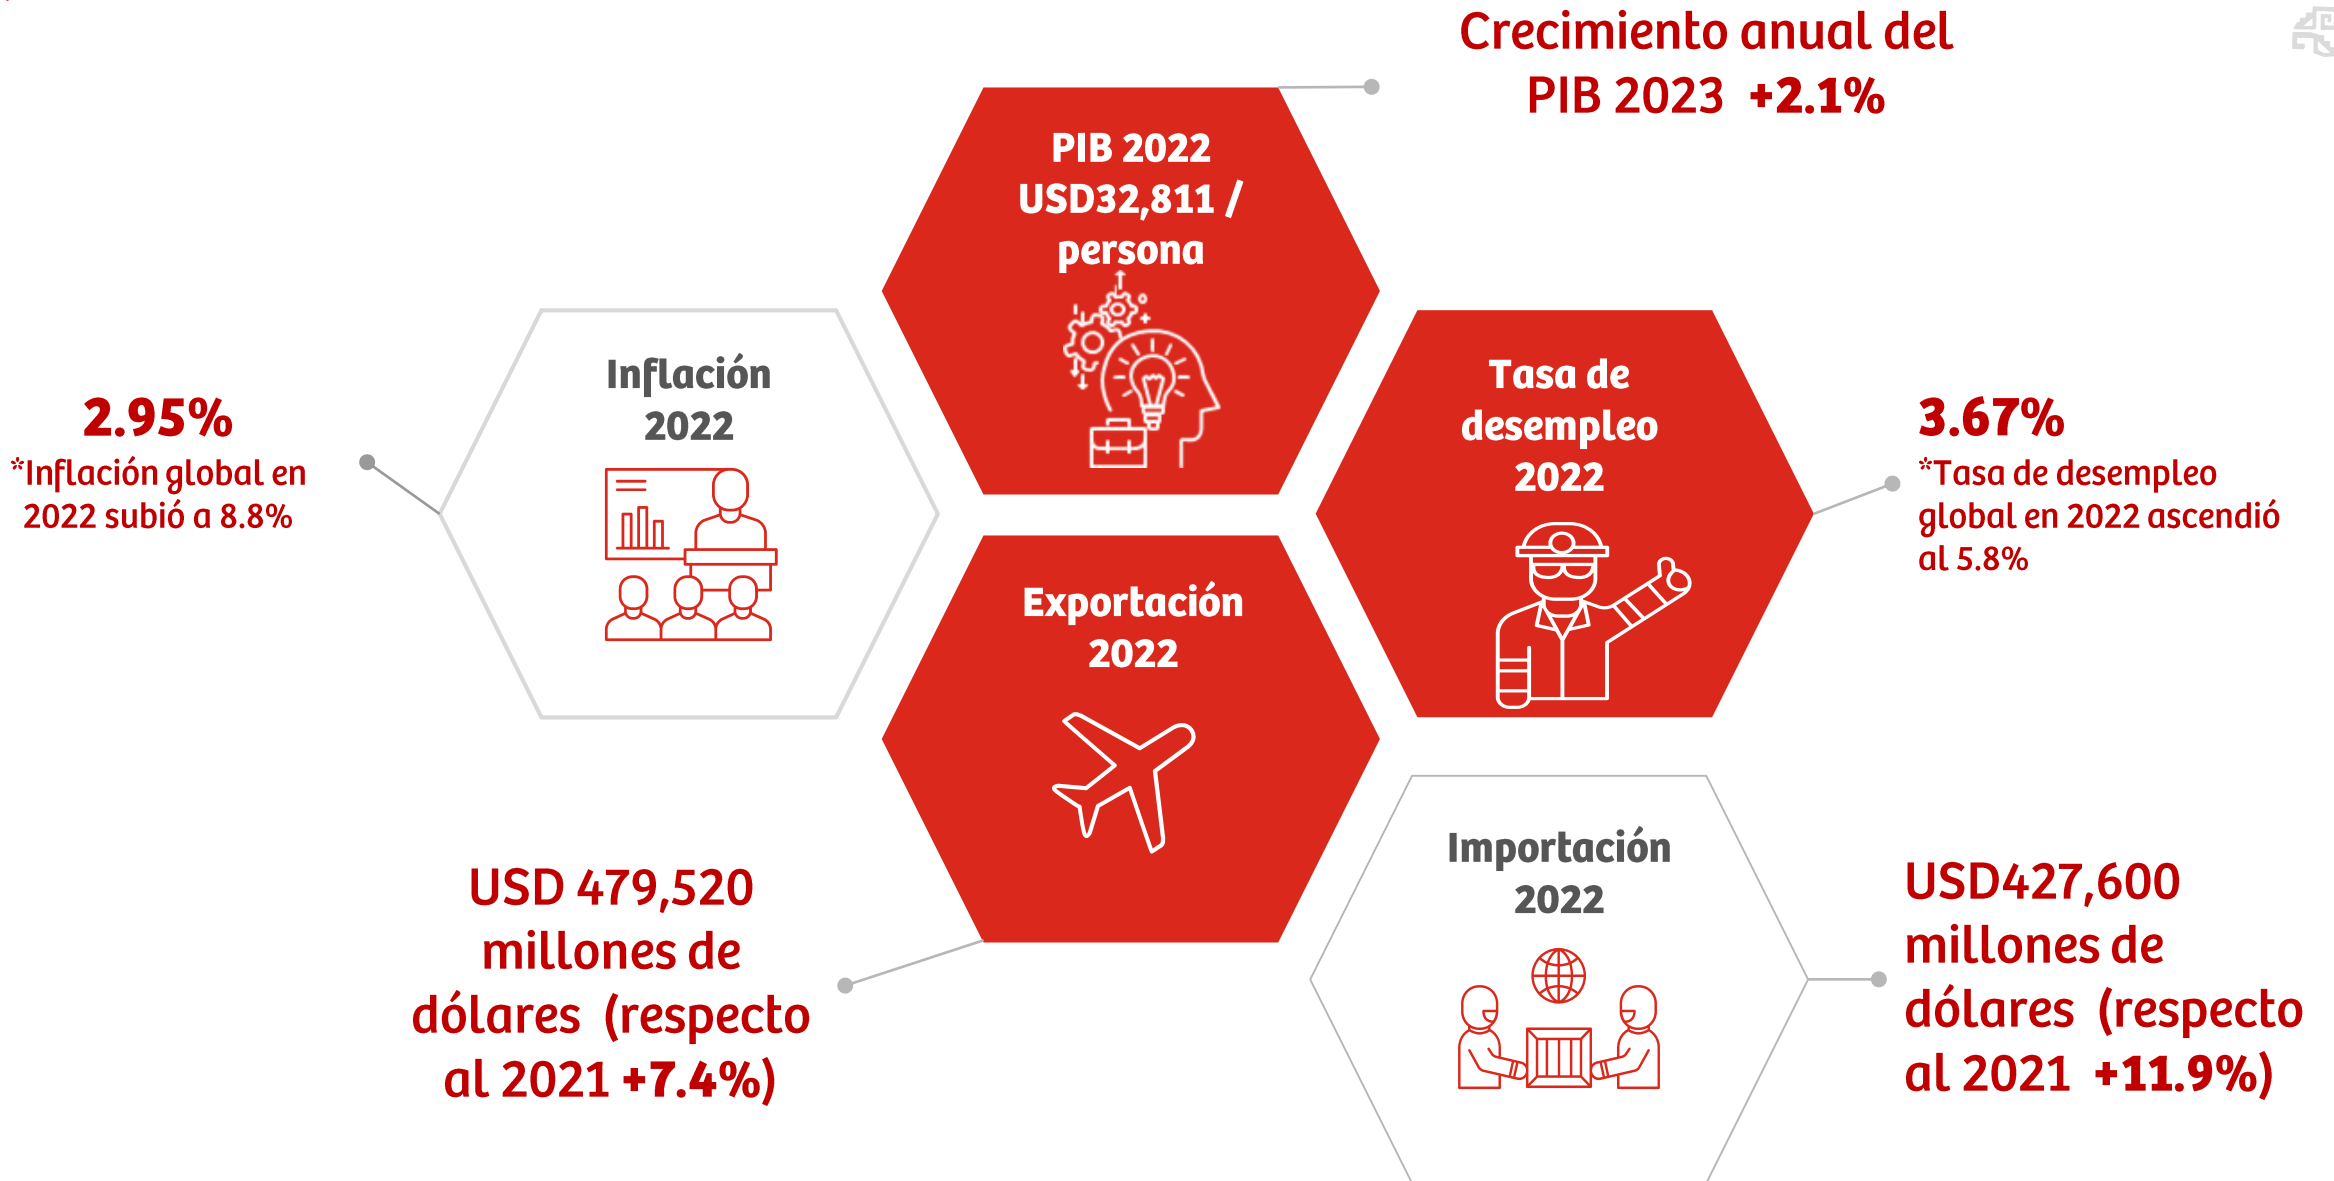 Crecimiento anual del
PIB 2023 +2.1%
PIB 2022
USD32,811 /
persona
Inflación
2022
2.95%
*Inflación global en
2022 subió a 8.8%
Tasa de
desempleo
2022
3.67%
*Tasa de desempleo
global en 2022 ascendió
al 5.8%
Exportación
2022
USD 479,520
millones de
dólares (respecto
al 2021 +7.4%)
Importación
2022
USD427,600
millones de
dólares (respecto
al 2021 +11.9%)